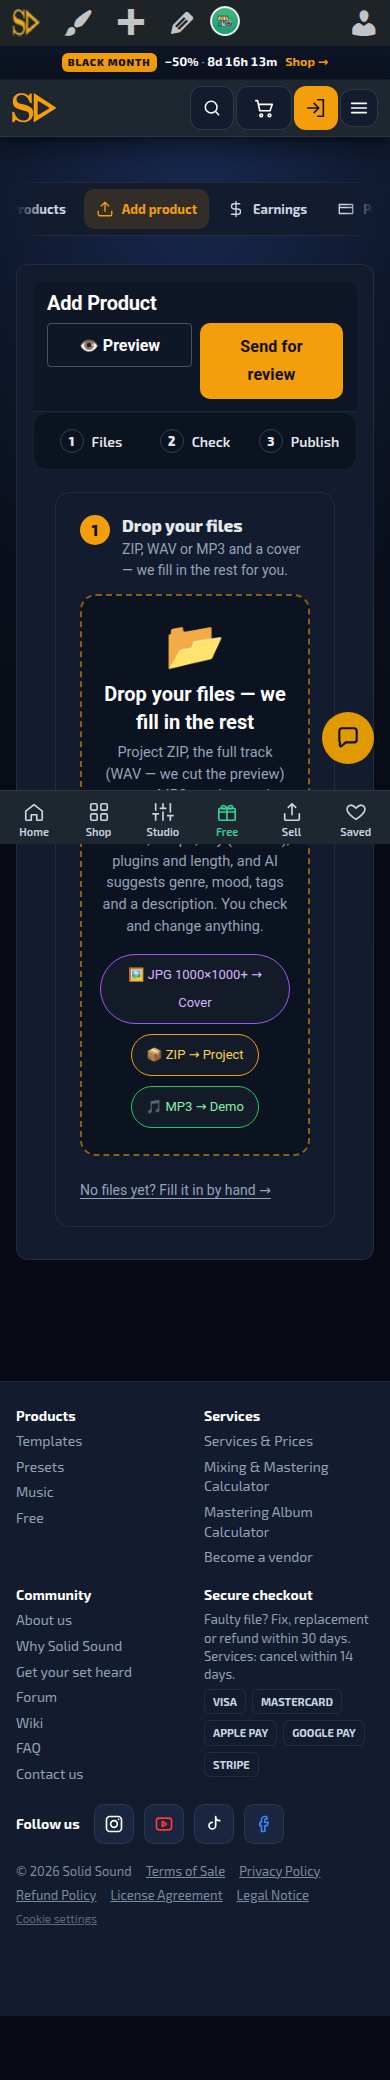 BLACK MONTH −50% · 8d 16h 13m Shop →
roducts Add product Earnings P
Add Product
Preview
Send for
review
1 Files 2 Check 3 Publish
1 Drop your files
ZIP, WAV or MP3 and a cover
— we fill in the rest for you.
Drop your files — we
fill in the rest
Project ZIP, the full track
(WAV — we cut the preview)
Home Shop Studio Free Sell Saved
plugins and length, and AI
suggests genre, mood, tags
and a description. You check
and change anything.
JPG 1000×1000+ →
Cover
ZIP → Project
MP3 → Demo
No files yet? Fill it in by hand →
Products
Templates
Presets
Music
Free
Services
Services & Prices
Mixing & Mastering
Calculator
Mastering Album
Calculator
Become a vendor
Community
About us
Why Solid Sound
Get your set heard
Forum
Wiki
FAQ
Contact us
Secure checkout
Faulty file? Fix, replacement
or refund within 30 days.
Services: cancel within 14
days.
VISA MASTERCARD
APPLE PAY GOOGLE PAY
STRIPE
Follow us
© 2026 Solid Sound Terms of Sale Privacy Policy
Refund Policy License Agreement Legal Notice
Cookie settings